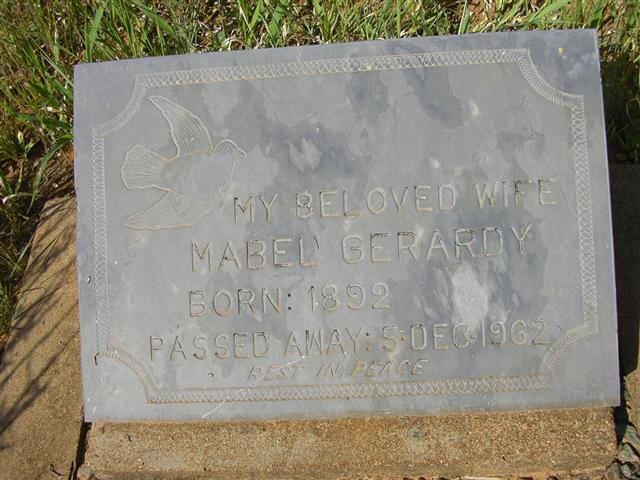 MY BELOVED WIFE
MABEL GERARDY
BORN: 1892
PASSED AWAY: 5·DEC·1962
REST IN PEACE